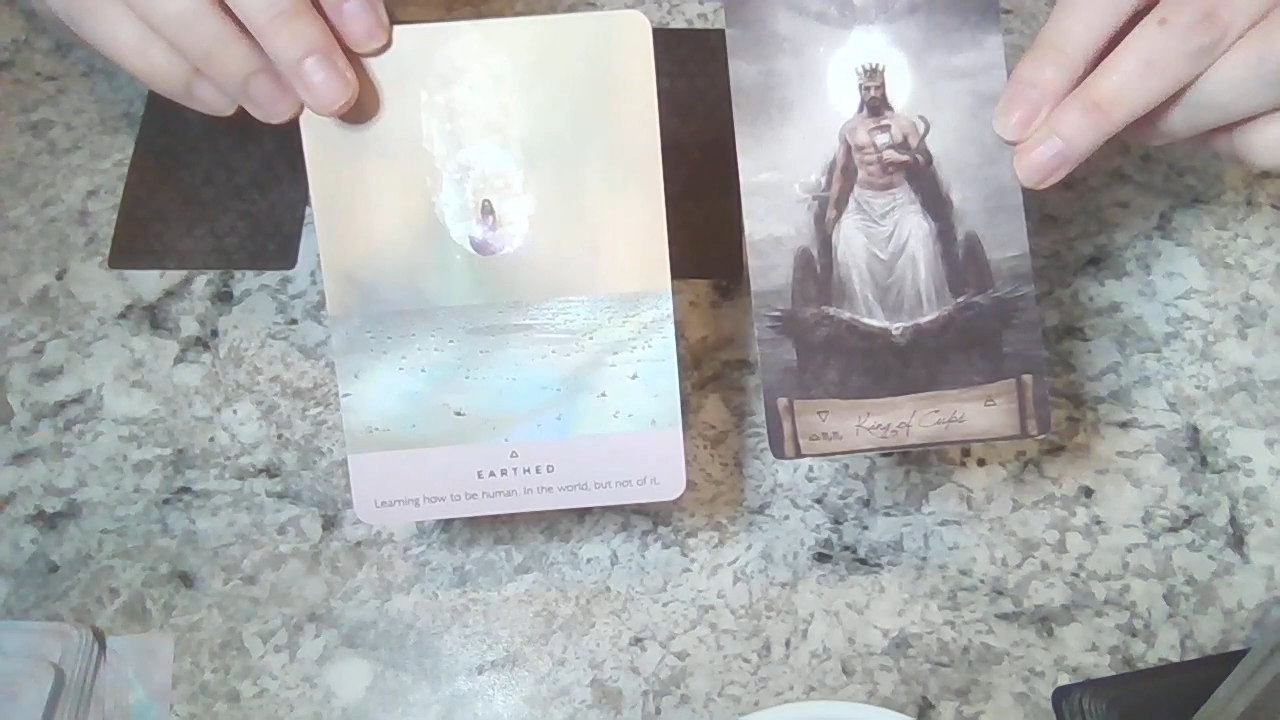 EARTHED
Learning how to be human. In the world, but not of it.
King of Cups